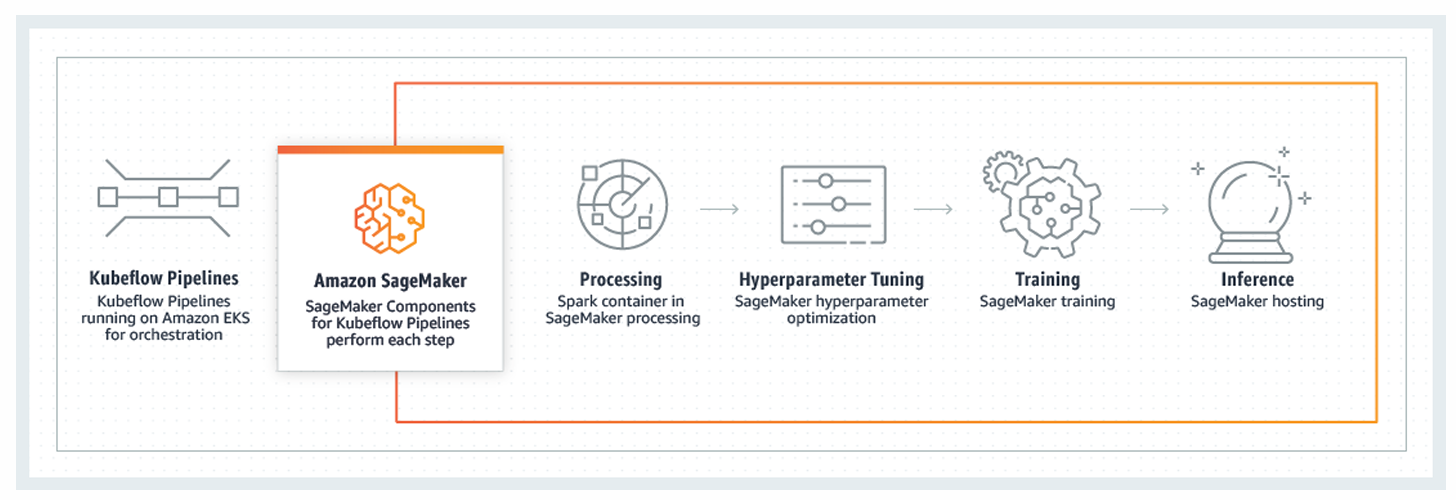 Kubeflow Pipelines
Kubeflow Pipelines
running on Amazon EKS
for orchestration
Amazon SageMaker
SageMaker Components
for Kubeflow Pipelines
perform each step
Processing
Spark container in
SageMaker processing
Hyperparameter Tuning
SageMaker hyperparameter
optimization
Training
SageMaker training
Inference
SageMaker hosting